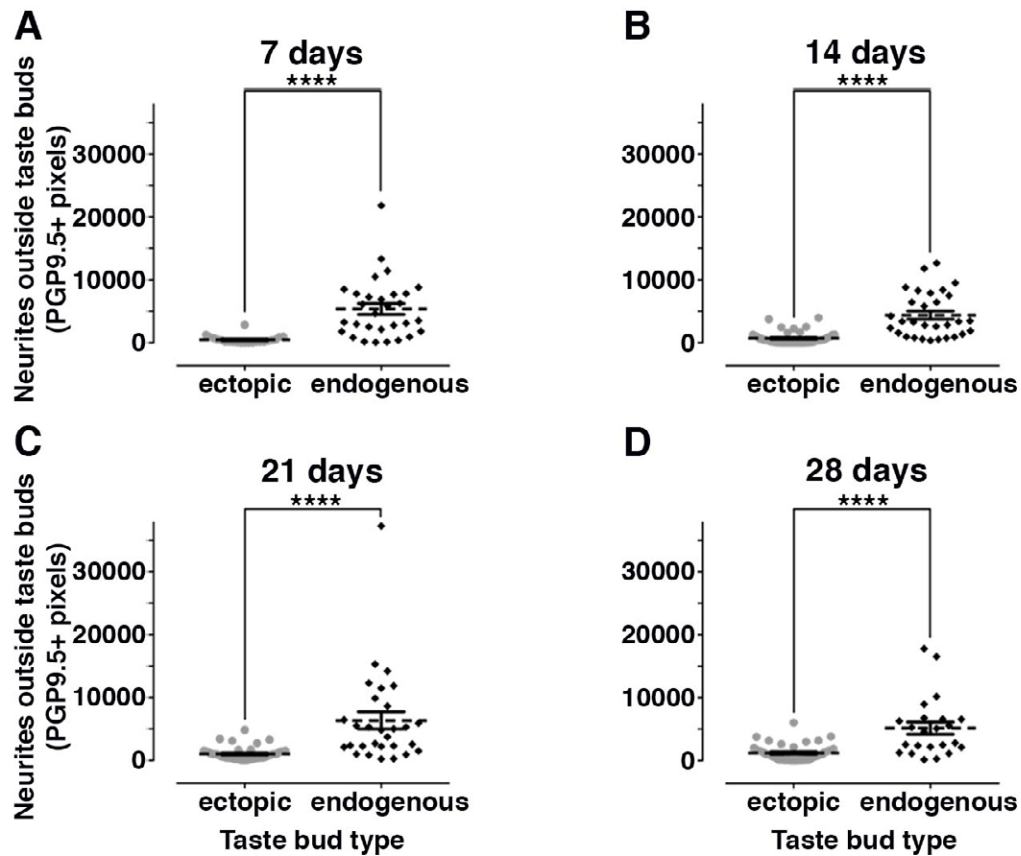 A
7 days
****
Neurites outside taste buds
(PGP9.5+ pixels)
30000
20000
10000
0
ectopic endogenous
B
14 days
****
30000
20000
10000
0
ectopic endogenous
C
21 days
****
Neurites outside taste buds
(PGP9.5+ pixels)
30000
20000
10000
0
ectopic endogenous
Taste bud type
D
28 days
****
30000
20000
10000
0
ectopic endogenous
Taste bud type